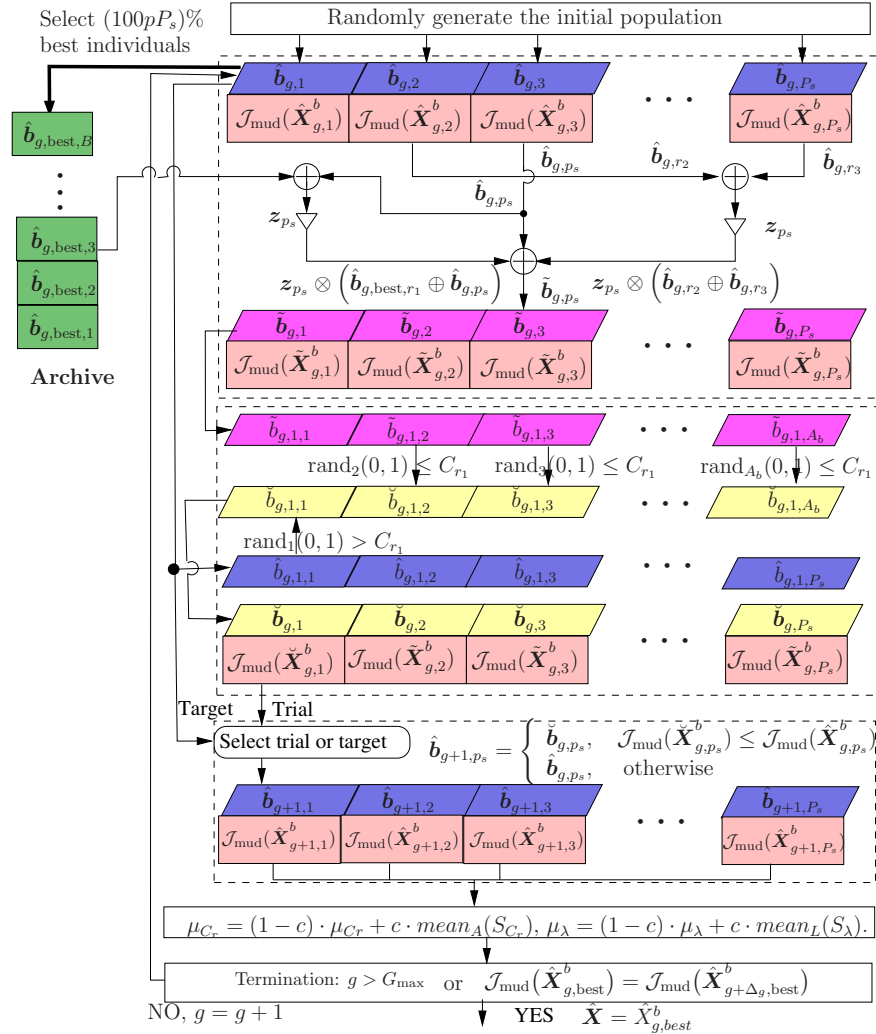 Select (100pP_s)%
best individuals
Randomly generate the initial population
b̂_{g,1} b̂_{g,2} b̂_{g,3} · · · b̂_{g,P_s}
J_mud(X̂^b_{g,1}) J_mud(X̂^b_{g,2}) J_mud(X̂^b_{g,3}) J_mud(X̂^b_{g,P_s})
b̂_{g,best,B}
b̂_{g,p_s} b̂_{g,r_2} b̂_{g,r_3}
b̂_{g,p_s}
z_{p_s} z_{p_s}
b̂_{g,best,3}
b̂_{g,best,2}
b̂_{g,best,1}
Archive
z_{p_s} ⊗ (b̂_{g,best,r_1} ⊕ b̂_{g,p_s}) b̃_{g,p_s} z_{p_s} ⊗ (b̂_{g,r_2} ⊕ b̂_{g,r_3})
b̃_{g,1} b̃_{g,2} b̃_{g,3} · · · b̃_{g,P_s}
J_mud(X̃^b_{g,1}) J_mud(X̃^b_{g,2}) J_mud(X̃^b_{g,3}) J_mud(X̃^b_{g,P_s})
b̃_{g,1,1} b̃_{g,1,2} b̃_{g,1,3} · · · b̃_{g,1,A_b}
rand_2(0, 1) ≤ C_{r_1} rand_3(0, 1) ≤ C_{r_1} rand_{A_b}(0, 1) ≤ C_{r_1}
b̆_{g,1,1} b̆_{g,1,2} b̆_{g,1,3} · · · b̆_{g,1,A_b}
rand_1(0, 1) > C_{r_1}
b̂_{g,1,1} b̂_{g,1,2} b̂_{g,1,3} · · · b̂_{g,1,P_s}
b̆_{g,1} b̆_{g,2} b̆_{g,3} · · · b̆_{g,P_s}
J_mud(X̆^b_{g,1}) J_mud(X̃^b_{g,2}) J_mud(X̃^b_{g,3}) J_mud(X̃^b_{g,P_s})
Target Trial
Select trial or target
b̂_{g+1,p_s} = { b̆_{g,p_s}, J_mud(X̆^b_{g,p_s}) ≤ J_mud(X̂^b_{g,p_s})
b̂_{g,p_s}, otherwise
b̂_{g+1,1} b̂_{g+1,2} b̂_{g+1,3} · · · b̂_{g+1,P_s}
J_mud(X̂^b_{g+1,1}) J_mud(X̂^b_{g+1,2}) J_mud(X̂^b_{g+1,3}) J_mud(X̂^b_{g+1,P_s})
μ_{C_r} = (1 − c) · μ_{Cr} + c · mean_A(S_{C_r}), μ_λ = (1 − c) · μ_λ + c · mean_L(S_λ).
Termination: g > G_max or J_mud(X̂^b_{g,best}) = J_mud(X̂^b_{g+Δ_g,best})
NO, g = g + 1 YES X̂ = X̂^b_{g,best}